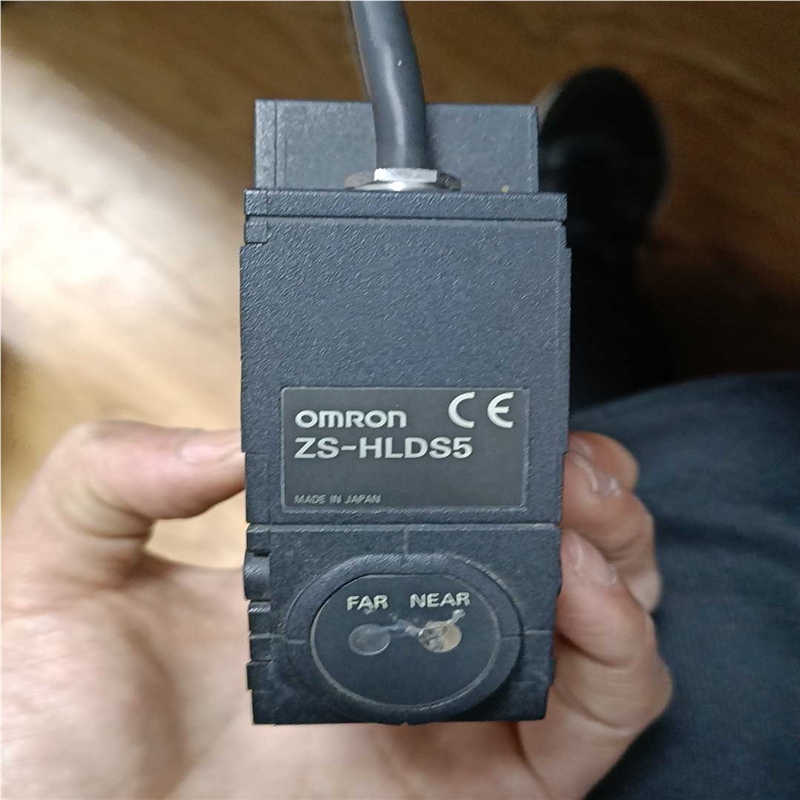 OMRON CE
ZS-HLDS5
MADE IN JAPAN
FAR NEAR